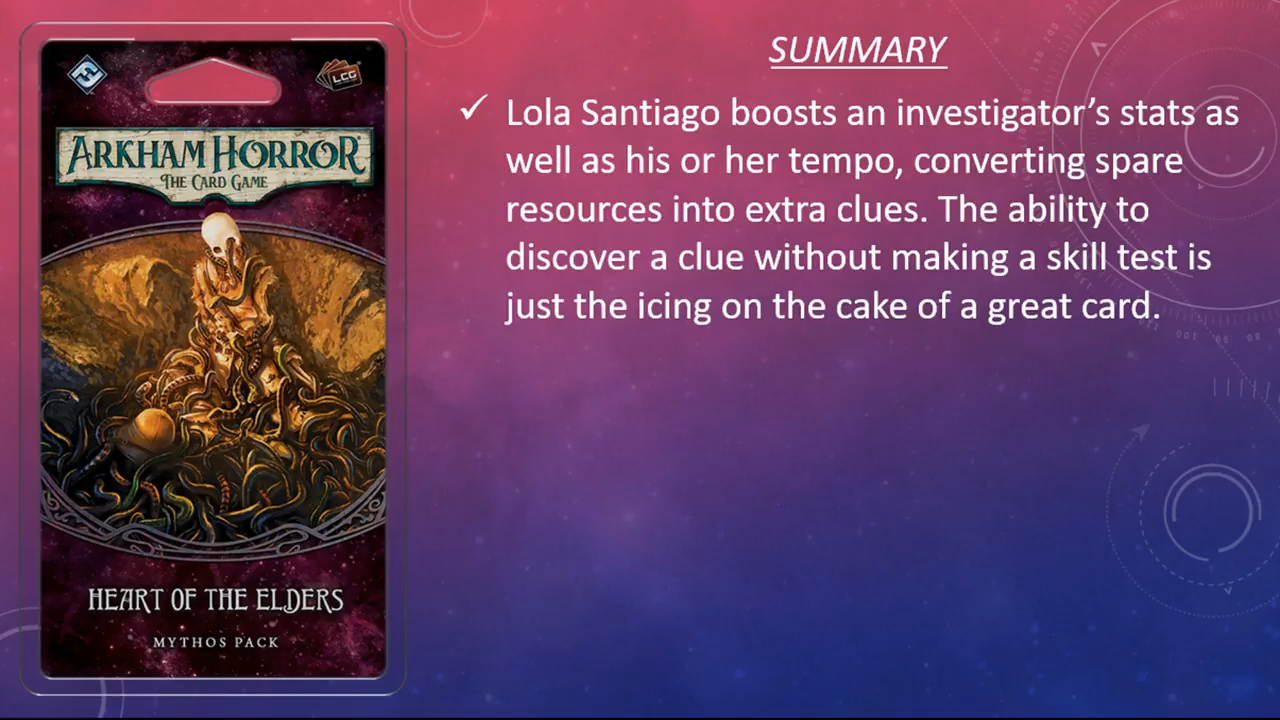 SUMMARY
✓ Lola Santiago boosts an investigator’s stats as
well as his or her tempo, converting spare
resources into extra clues. The ability to
discover a clue without making a skill test is
just the icing on the cake of a great card.
LCG
ARKHAM HORROR
THE CARD GAME
HEART OF THE ELDERS
MYTHOS PACK